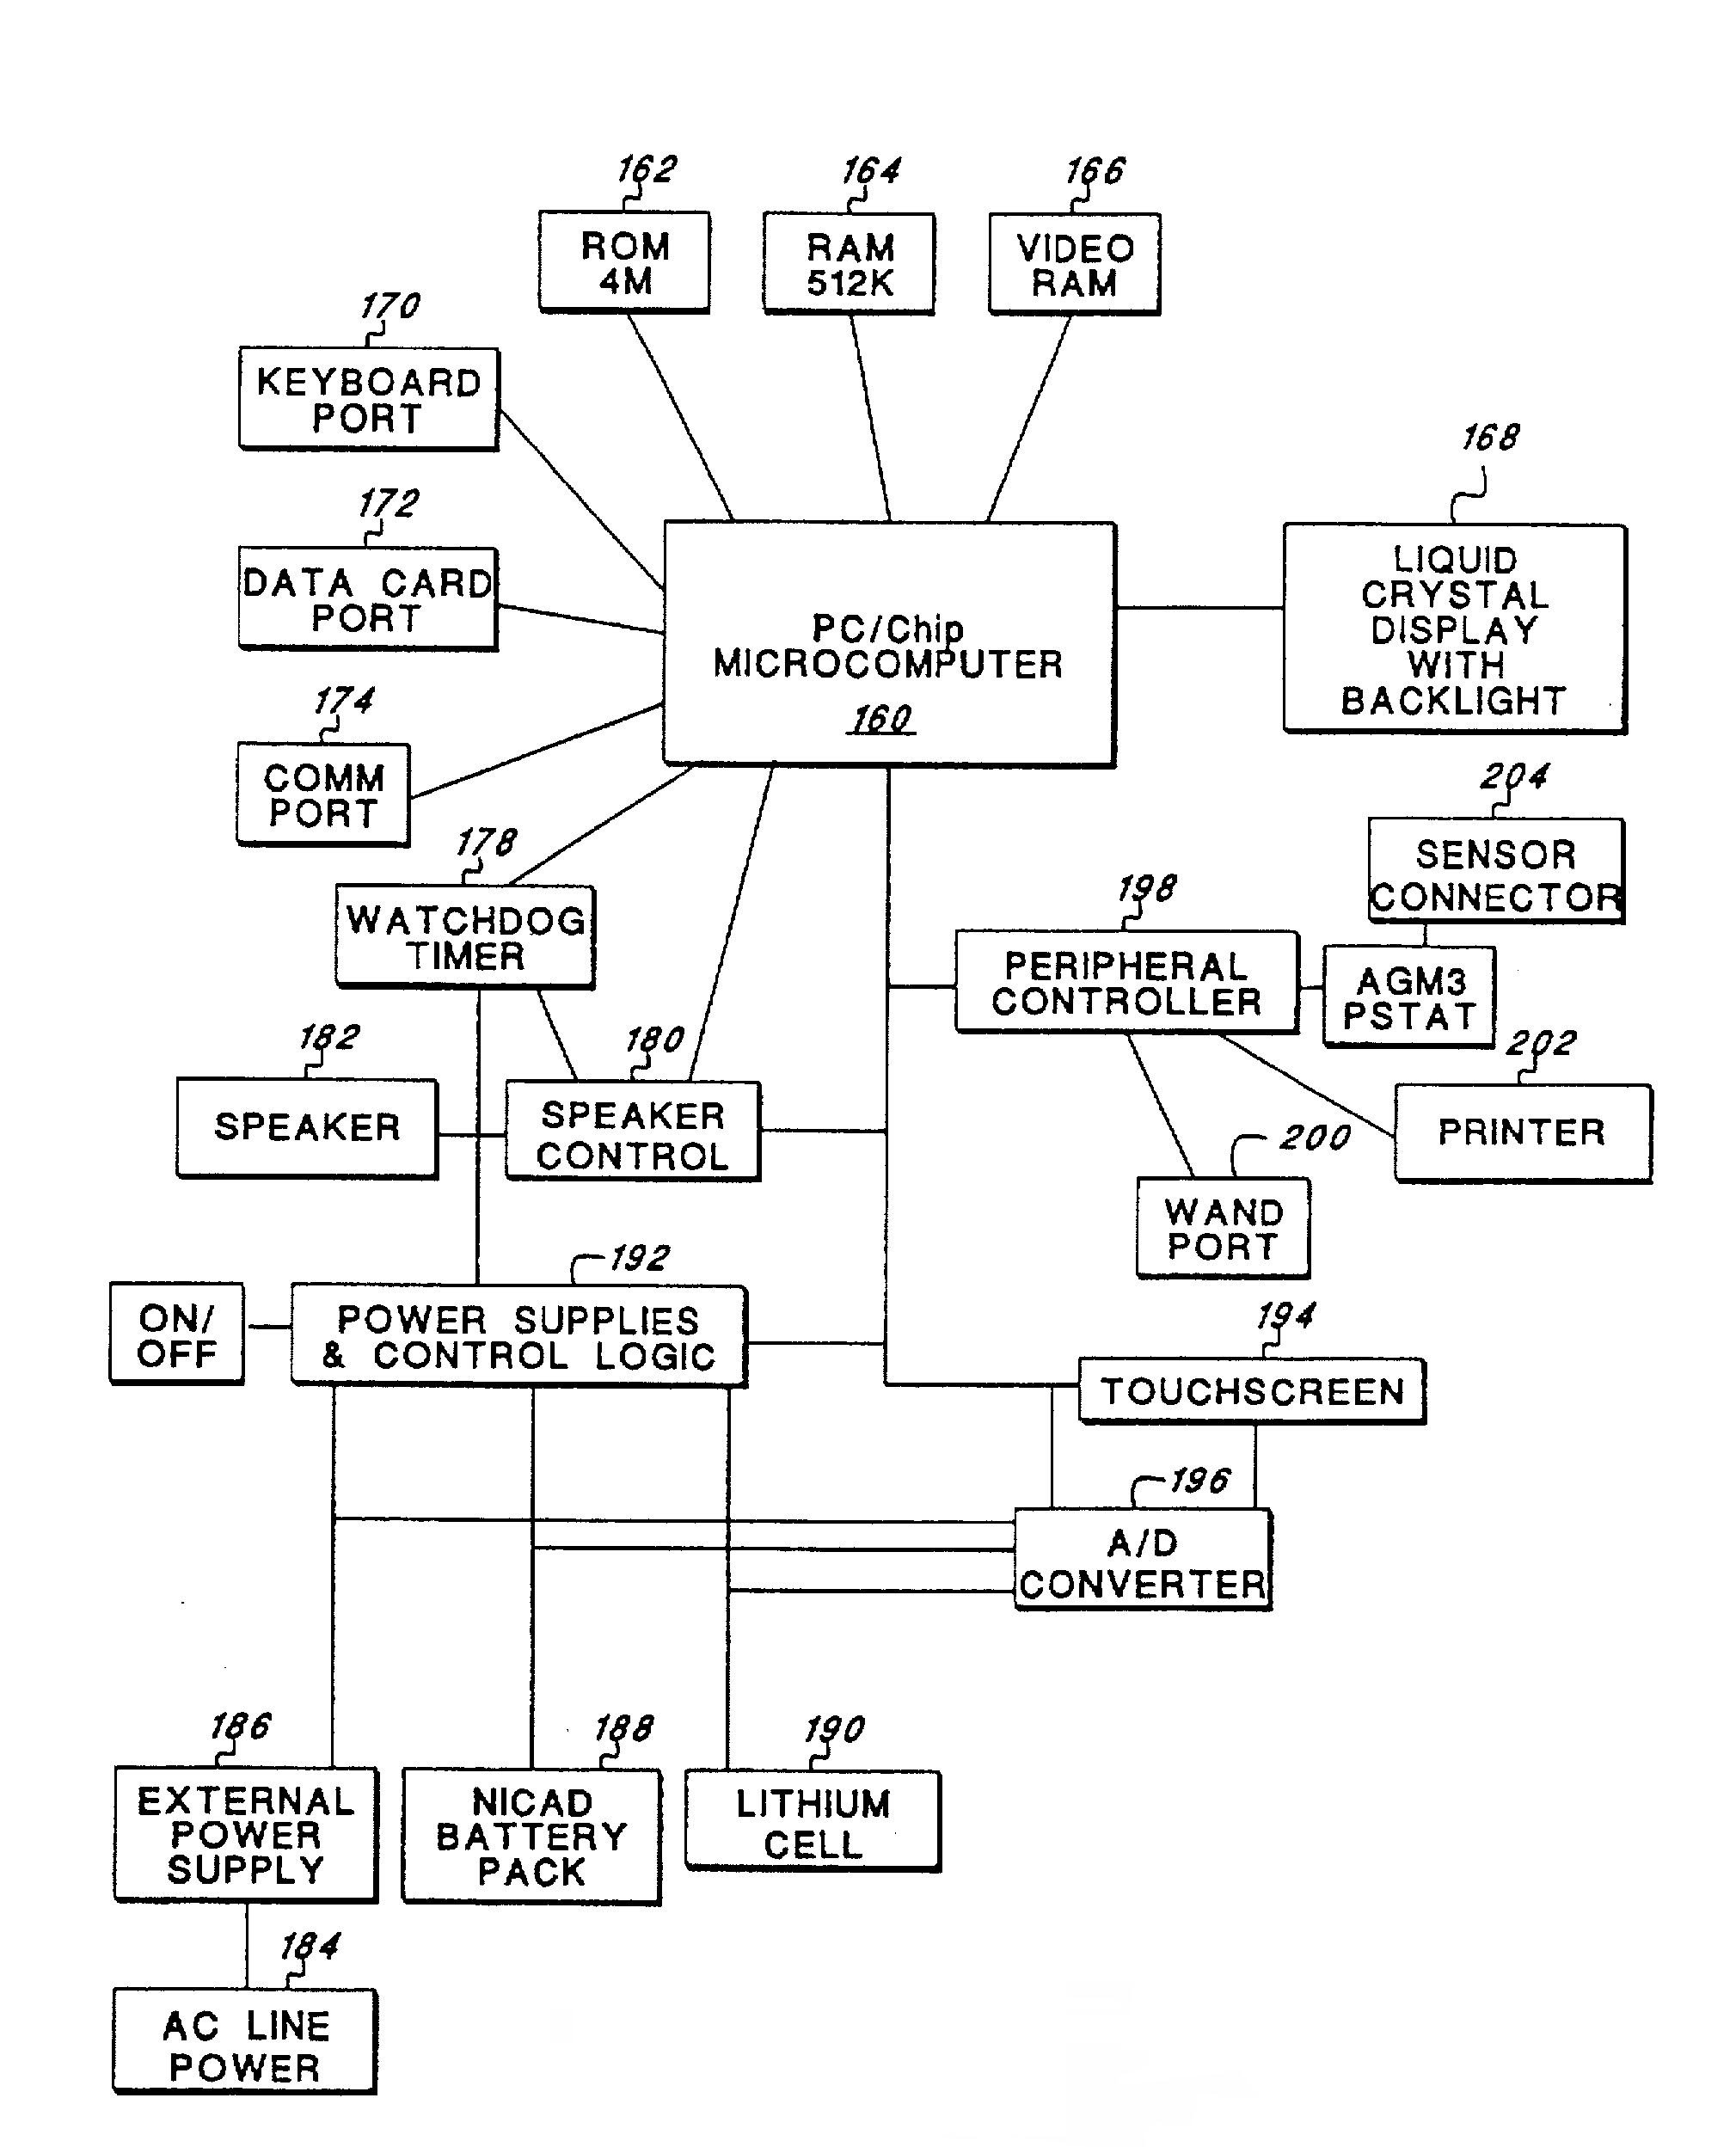 162
ROM
4M
164
RAM
512K
166
VIDEO
RAM
170
KEYBOARD
PORT
172
DATA CARD
PORT
174
COMM
PORT
PC/Chip
MICROCOMPUTER
160
168
LIQUID
CRYSTAL
DISPLAY
WITH
BACKLIGHT
178
WATCHDOG
TIMER
204
SENSOR
CONNECTOR
198
PERIPHERAL
CONTROLLER
AGM3
PSTAT
182
SPEAKER
180
SPEAKER
CONTROL
202
PRINTER
200
WAND
PORT
ON/
OFF
192
POWER SUPPLIES
& CONTROL LOGIC
194
TOUCHSCREEN
196
A/D
CONVERTER
186
EXTERNAL
POWER
SUPPLY
188
NICAD
BATTERY
PACK
190
LITHIUM
CELL
184
AC LINE
POWER